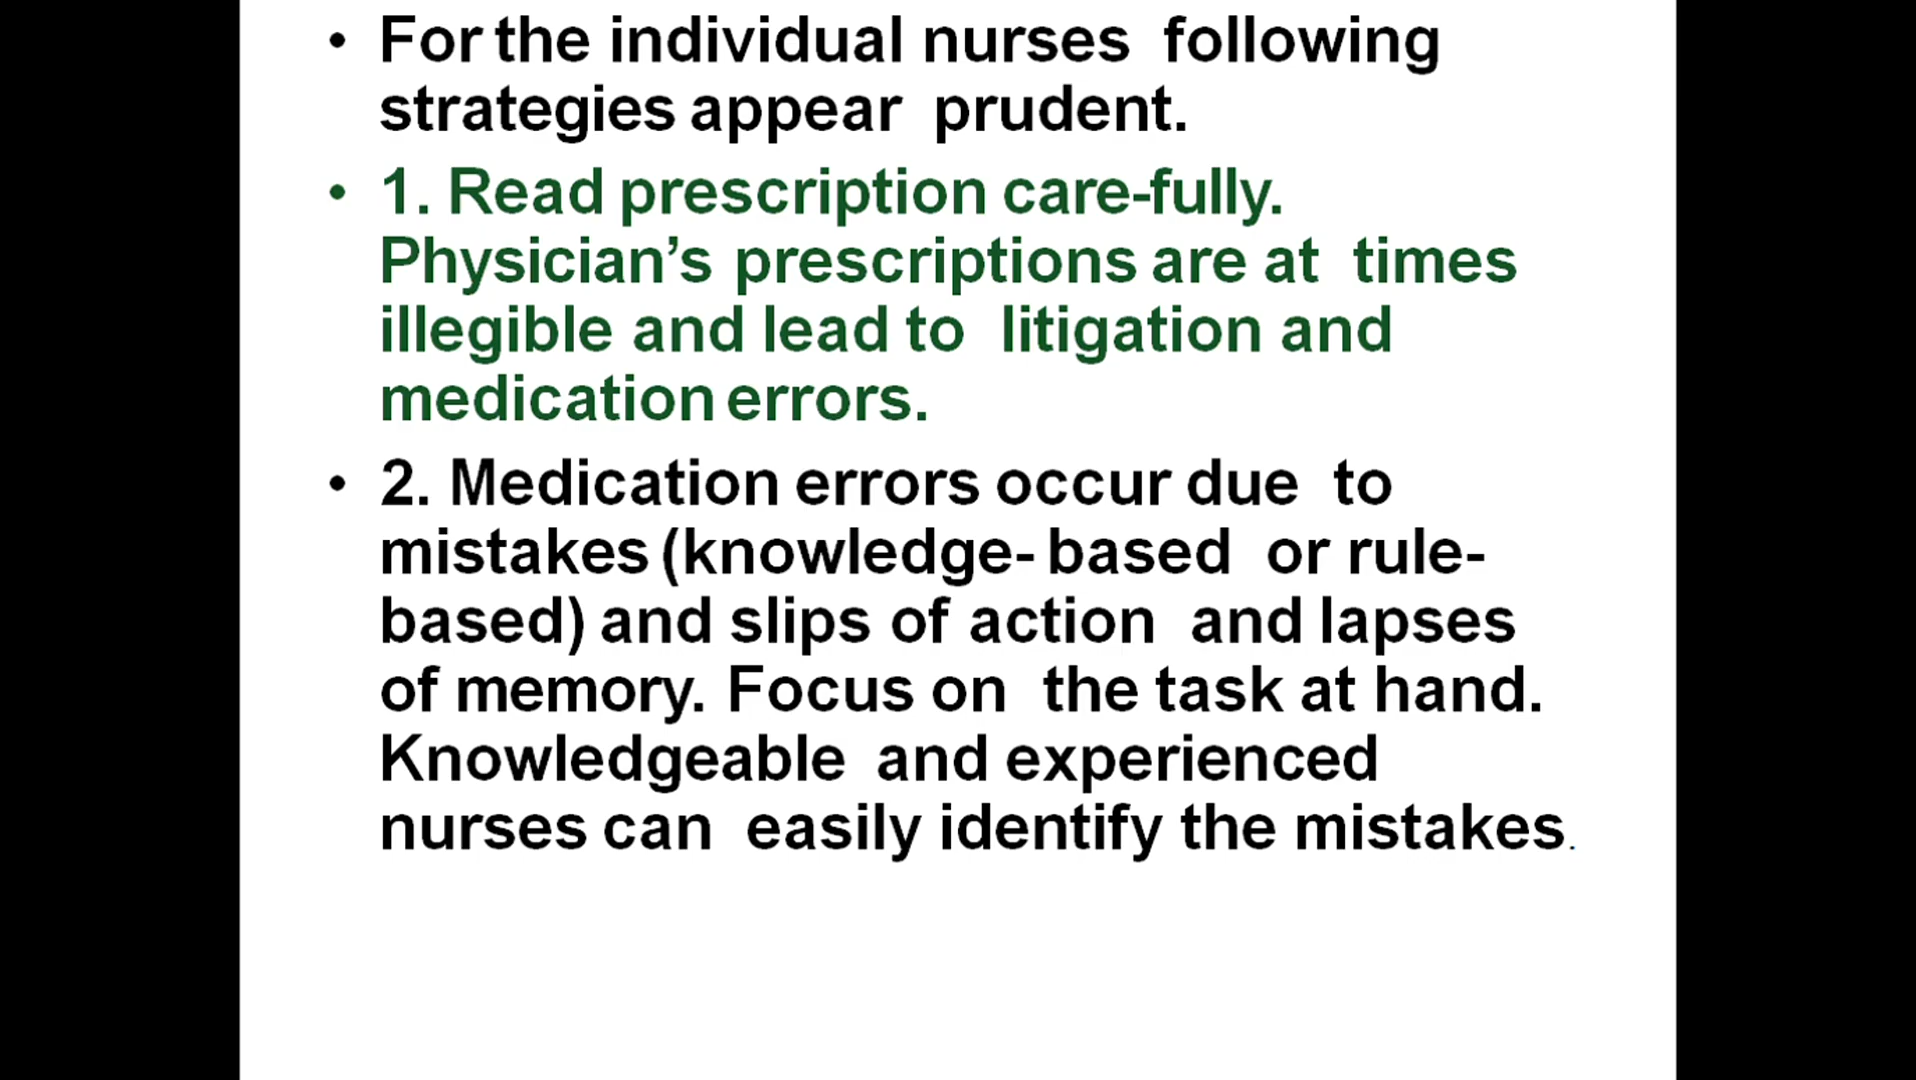 • For the individual nurses following
strategies appear prudent.
• 1. Read prescription care-fully.
Physician’s prescriptions are at times
illegible and lead to litigation and
medication errors.
• 2. Medication errors occur due to
mistakes (knowledge- based or rule-
based) and slips of action and lapses
of memory. Focus on the task at hand.
Knowledgeable and experienced
nurses can easily identify the mistakes.